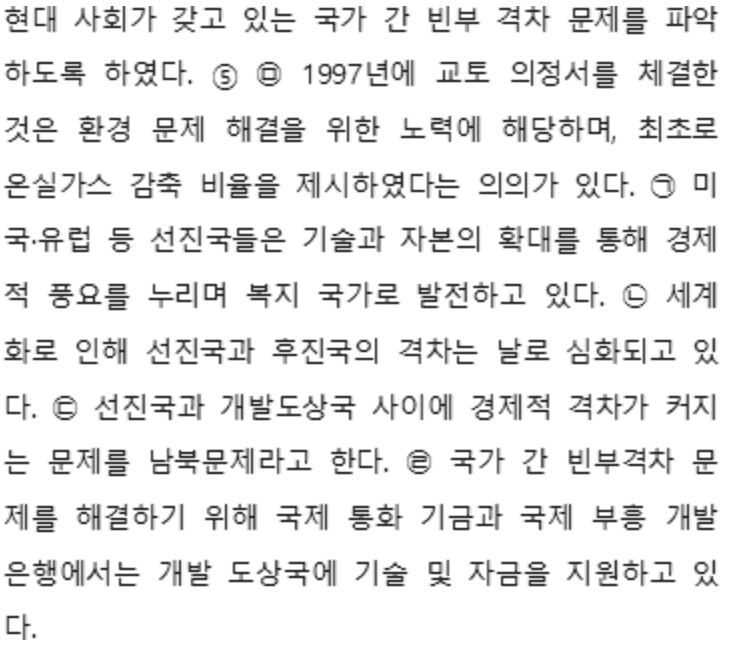 현대 사회가 갖고 있는 국가 간 빈부 격차 문제를 파악
하도록 하였다. ⑤ ㉤ 1997년에 교토 의정서를 체결한
것은 환경 문제 해결을 위한 노력에 해당하며, 최초로
온실가스 감축 비율을 제시하였다는 의의가 있다. ㉠ 미
국·유럽 등 선진국들은 기술과 자본의 확대를 통해 경제
적 풍요를 누리며 복지 국가로 발전하고 있다. ㉡ 세계
화로 인해 선진국과 후진국의 격차는 날로 심화되고 있
다. ㉢ 선진국과 개발도상국 사이에 경제적 격차가 커지
는 문제를 남북문제라고 한다. ㉣ 국가 간 빈부격차 문
제를 해결하기 위해 국제 통화 기금과 국제 부흥 개발
은행에서는 개발 도상국에 기술 및 자금을 지원하고 있
다.